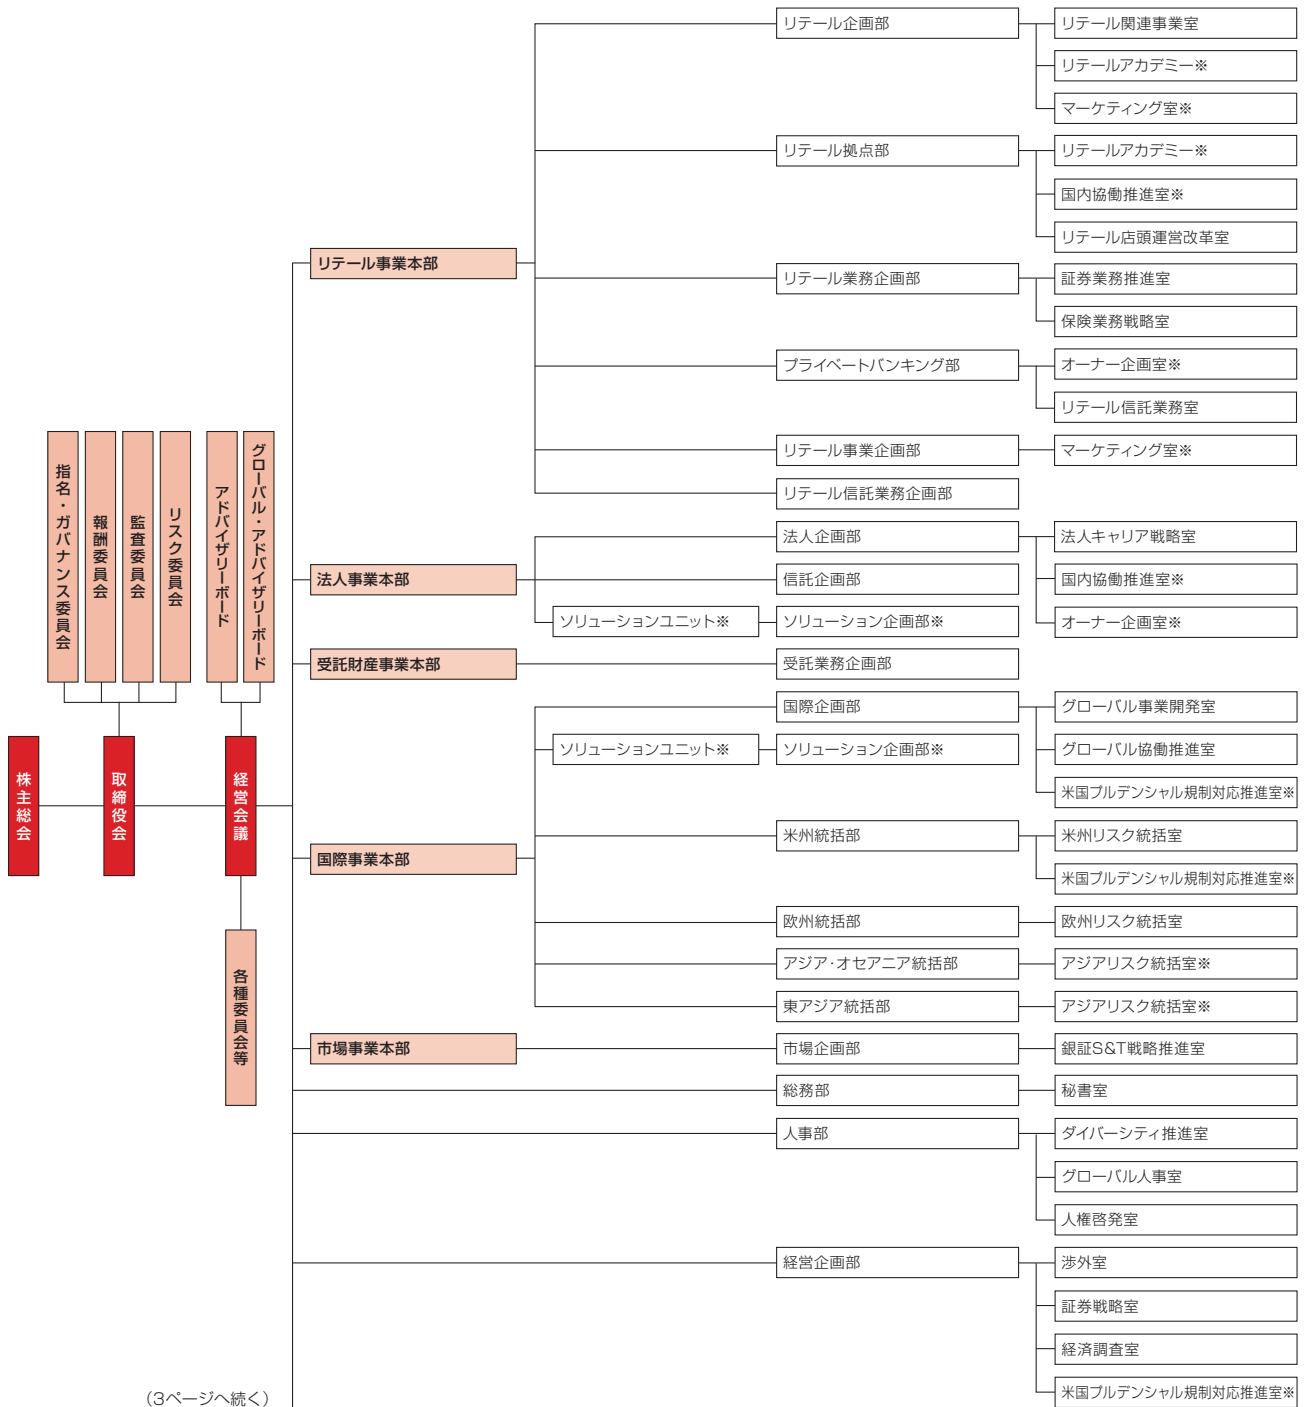 株主総会
取締役会
経営会議
指名・ガバナンス委員会
報酬委員会
監査委員会
リスク委員会
アドバイザリーボード
グローバル・アドバイザリーボード
各種委員会等
リテール事業本部
リテール企画部
リテール関連事業室
リテールアカデミー※
マーケティング室※
リテール拠点部
リテールアカデミー※
国内協働推進室※
リテール店頭運営改革室
リテール業務企画部
証券業務推進室
保険業務戦略室
プライベートバンキング部
オーナー企画室※
リテール信託業務室
リテール事業企画部
マーケティング室※
リテール信託業務企画部
法人事業本部
法人企画部
法人キャリア戦略室
国内協働推進室※
オーナー企画室※
信託企画部
ソリューションユニット※
ソリューション企画部※
受託財産事業本部
受託業務企画部
国際事業本部
国際企画部
グローバル事業開発室
グローバル協働推進室
米国プルデンシャル規制対応推進室※
ソリューションユニット※
ソリューション企画部※
米州統括部
米州リスク統括室
米国プルデンシャル規制対応推進室※
欧州統括部
欧州リスク統括室
アジア・オセアニア統括部
アジアリスク統括室※
東アジア統括部
アジアリスク統括室※
市場事業本部
市場企画部
銀証S&T戦略推進室
総務部
秘書室
人事部
ダイバーシティ推進室
グローバル人事室
人権啓発室
経営企画部
渉外室
証券戦略室
経済調査室
米国プルデンシャル規制対応推進室※
(3ページへ続く)